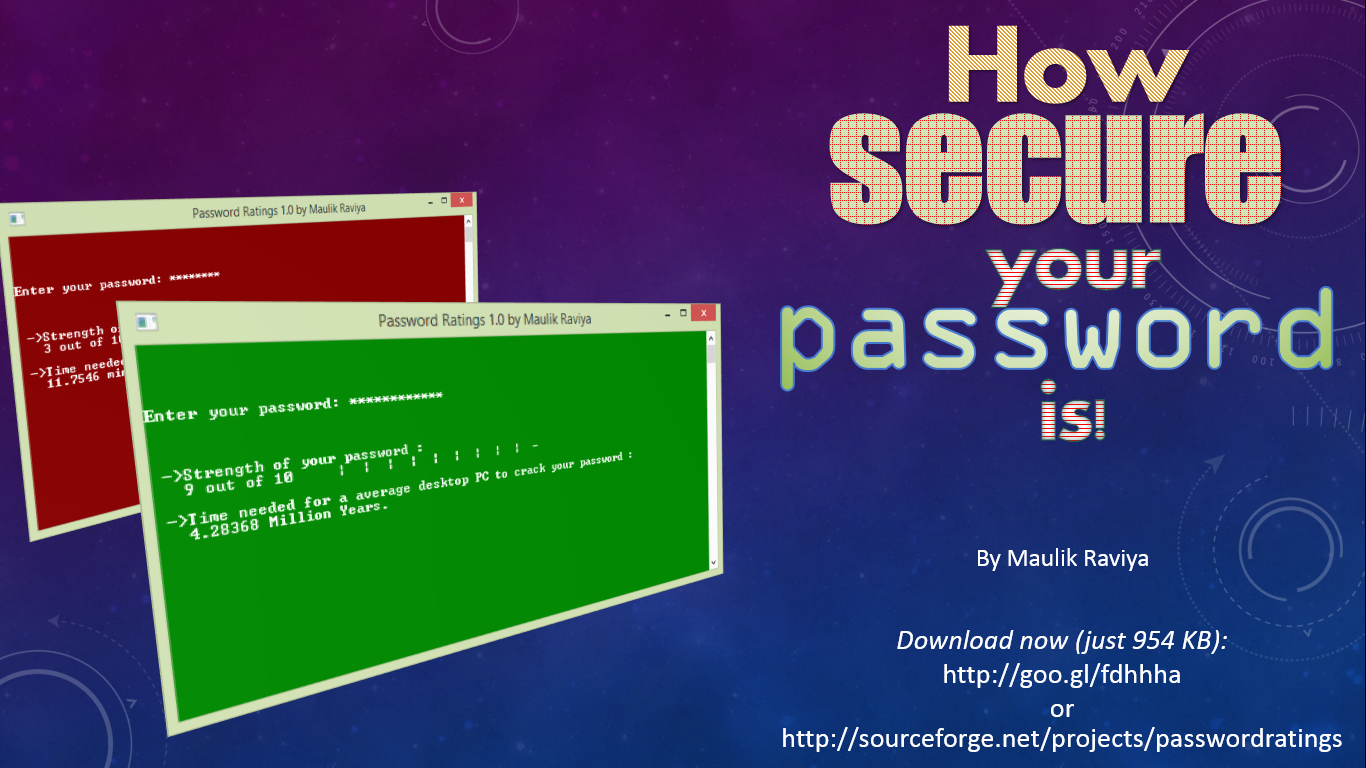 How
secure
your
password
is!
Password Ratings 1.0 by Maulik Raviya
Enter your password: ********
->Strength o
3 out of 1
->Time neede
11.7546 mi
Password Ratings 1.0 by Maulik Raviya
Enter your password: ************
->Strength of your password :
9 out of 10
->Time needed for a average desktop PC to crack your password :
4.28368 Million Years.
By Maulik Raviya
Download now (just 954 KB):
http://goo.gl/fdhhha
or
http://sourceforge.net/projects/passwordratings